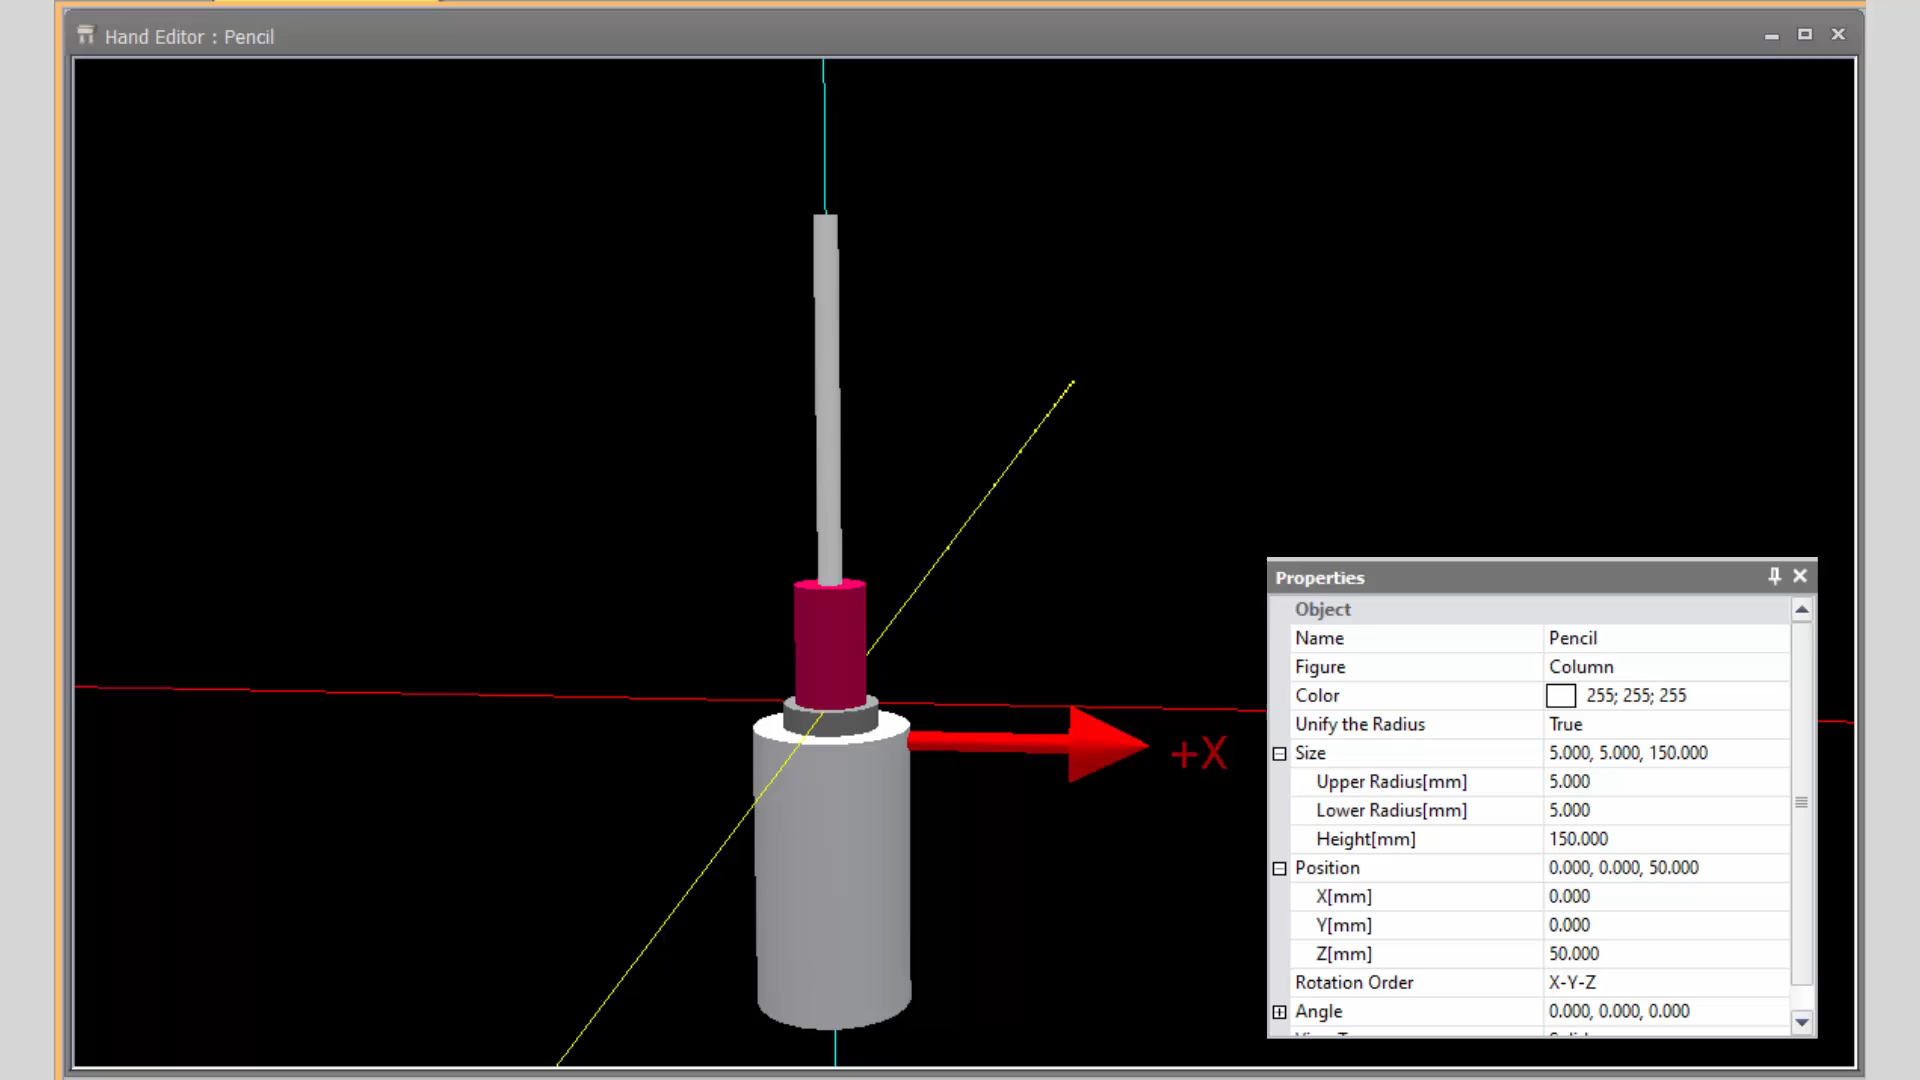 Hand Editor : Pencil
+X
Properties
Object
Name Pencil
Figure Column
Color 255; 255; 255
Unify the Radius True
Size 5.000, 5.000, 150.000
Upper Radius[mm] 5.000
Lower Radius[mm] 5.000
Height[mm] 150.000
Position 0.000, 0.000, 50.000
X[mm] 0.000
Y[mm] 0.000
Z[mm] 50.000
Rotation Order X-Y-Z
Angle 0.000, 0.000, 0.000